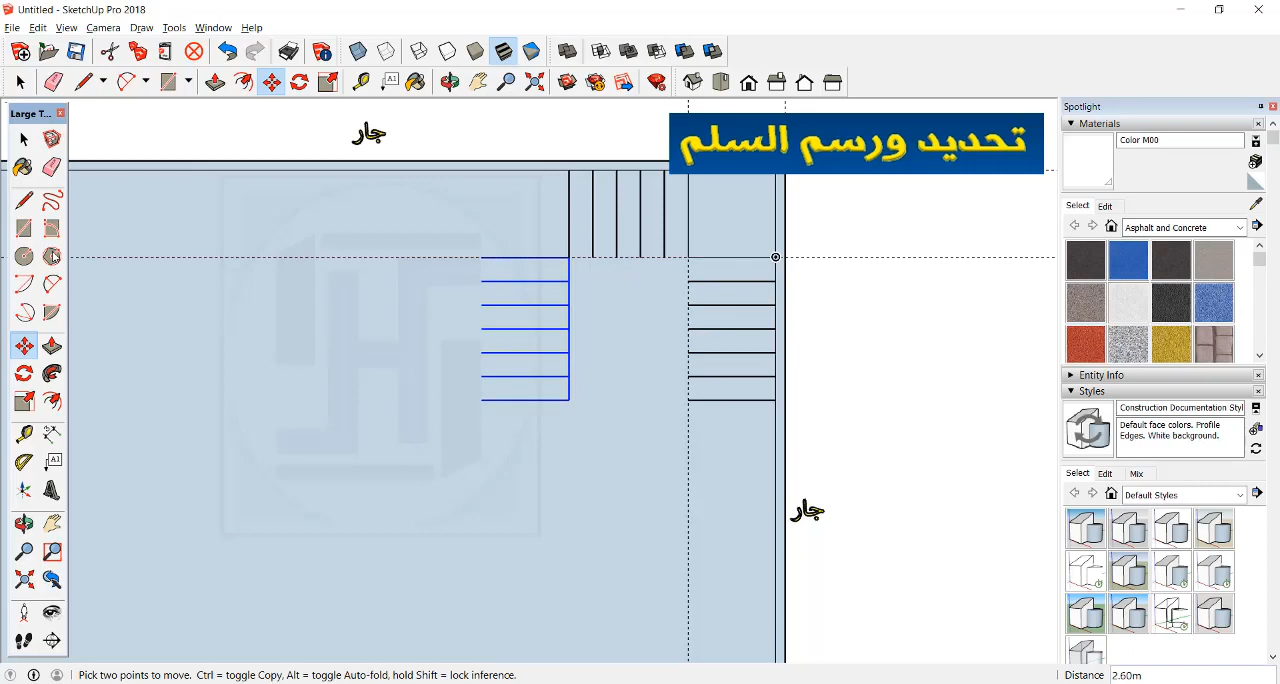 Untitled - SketchUp Pro 2018
File Edit View Camera Draw Tools Window Help
A1
Large T...
جار
تحديد ورسم السلم
A1
جار
Spotlight
Materials
Color M00
Select Edit
Asphalt and Concrete
Entity Info
Styles
Construction Documentation Styl
Default face colors. Profile
Edges. White background.
Select Edit Mix
Default Styles
Pick two points to move. Ctrl = toggle Copy, Alt = toggle Auto-fold, hold Shift = lock inference.
Distance 2.60m